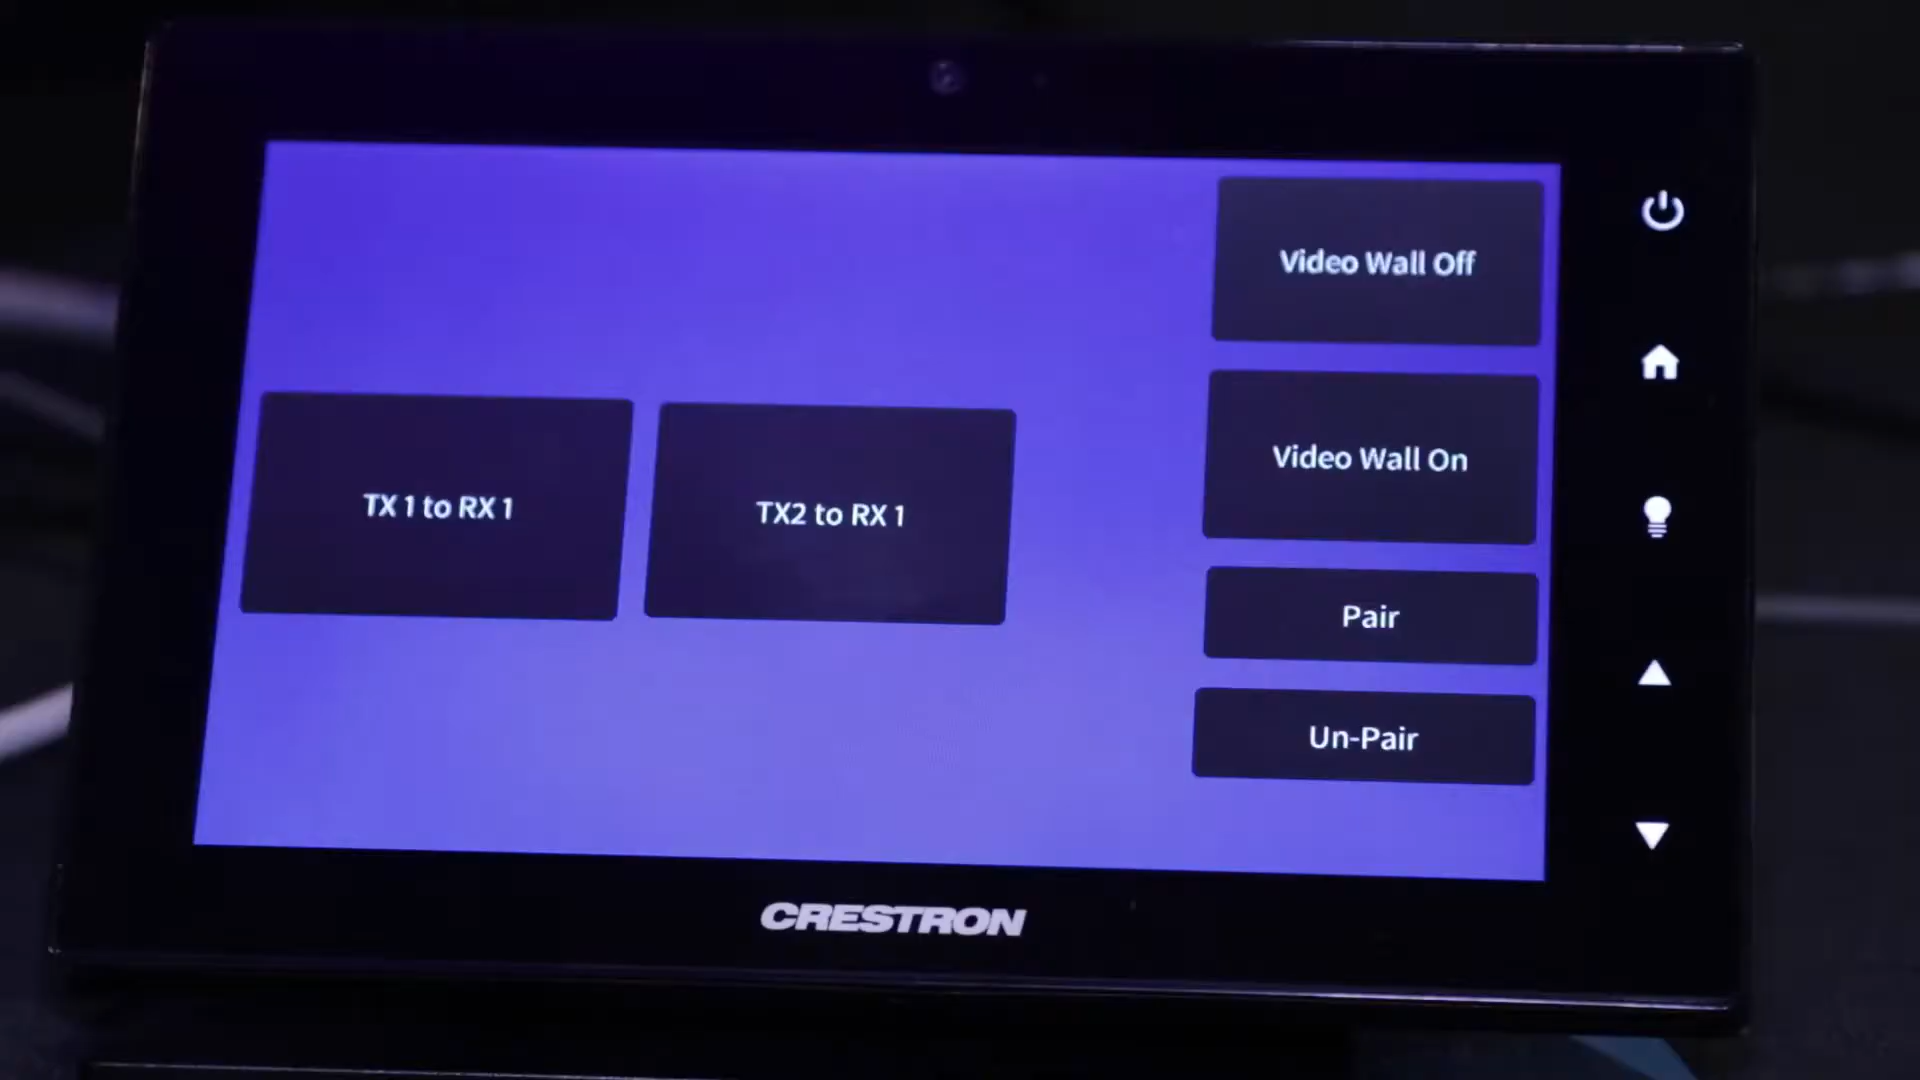 Video Wall Off
Video Wall On
TX 1 to RX 1
TX2 to RX 1
Pair
Un-Pair
CRESTRON